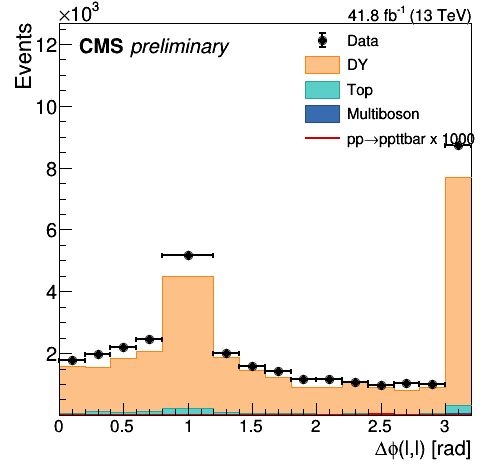 ×10³
41.8 fb⁻¹ (13 TeV)
CMS preliminary
Data
DY
Top
Multiboson
pp→ppttbar x 1000
Events
12
10
8
6
4
2
0 0.5 1 1.5 2 2.5 3
Δϕ(l,l) [rad]